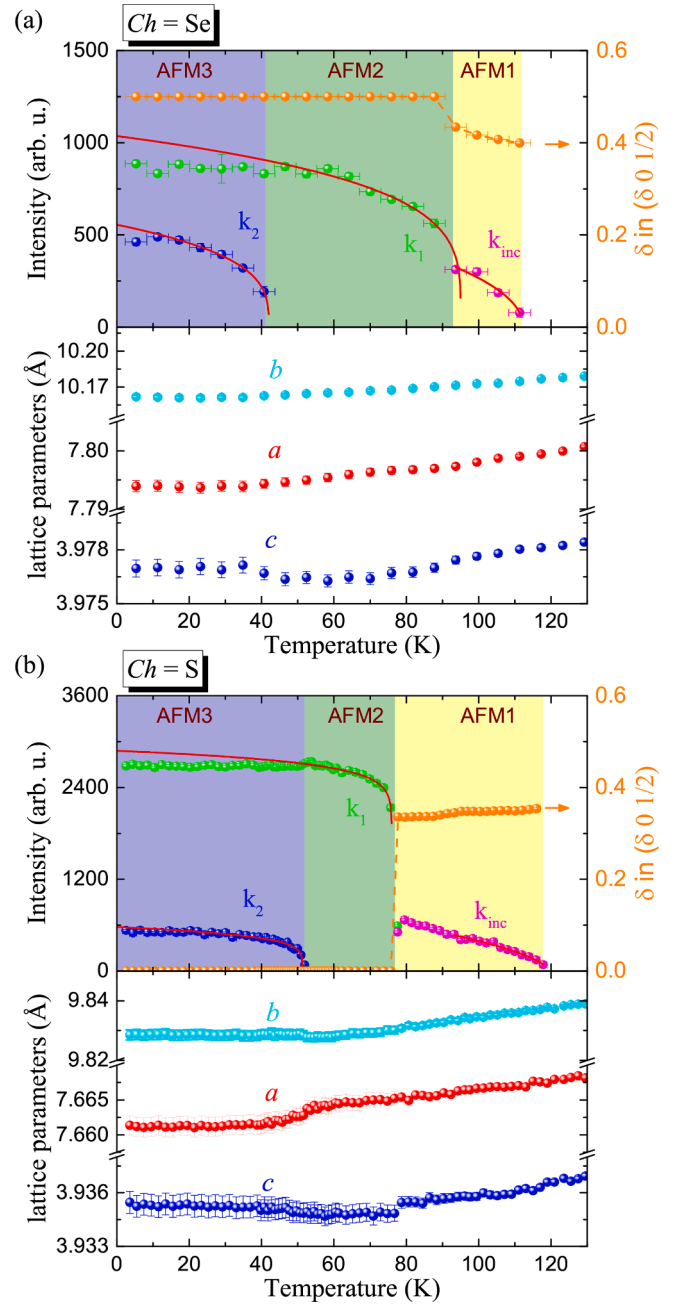 (a)
Ch = Se
AFM3 AFM2 AFM1
1500
1000
500
0
Intensity (arb. u.)
k2
k1
kinc
0.6
0.4
0.2
0.0
δ in (δ 0 1/2)
10.20
10.17
7.80
7.79
3.978
3.975
lattice parameters (Å)
b
a
c
0 20 40 60 80 100 120
Temperature (K)
(b)
Ch = S
AFM3 AFM2 AFM1
3600
2400
1200
0
Intensity (arb. u.)
k1
k2
kinc
0.6
0.4
0.2
0.0
δ in (δ 0 1/2)
9.84
9.82
7.665
7.660
3.936
3.933
lattice parameters (Å)
b
a
c
0 20 40 60 80 100 120
Temperature (K)